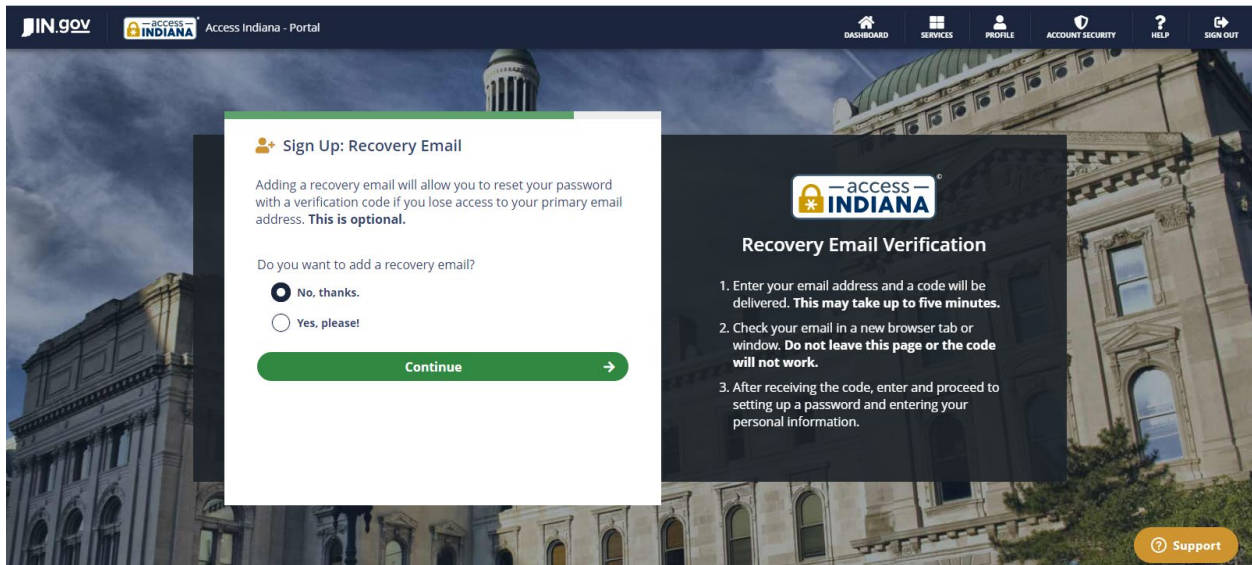 IN.gov
access INDIANA
Access Indiana - Portal
DASHBOARD
SERVICES
PROFILE
ACCOUNT SECURITY
HELP
SIGN OUT
Sign Up: Recovery Email
Adding a recovery email will allow you to reset your password
with a verification code if you lose access to your primary email
address. This is optional.
Do you want to add a recovery email?
No, thanks.
Yes, please!
Continue
access
INDIANA
Recovery Email Verification
1. Enter your email address and a code will be
delivered. This may take up to five minutes.
2. Check your email in a new browser tab or
window. Do not leave this page or the code
will not work.
3. After receiving the code, enter and proceed to
setting up a password and entering your
personal information.
Support